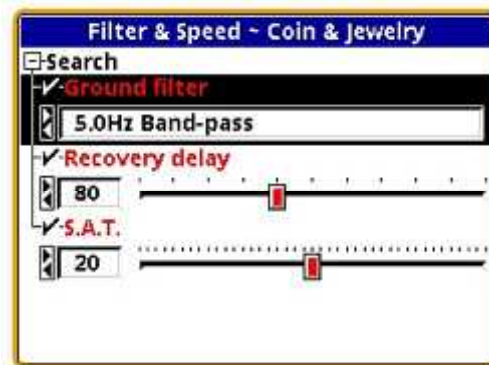 Filter & Speed ~ Coin & Jewelry
Search
Ground filter
5.0Hz Band-pass
Recovery delay
80
S.A.T.
20